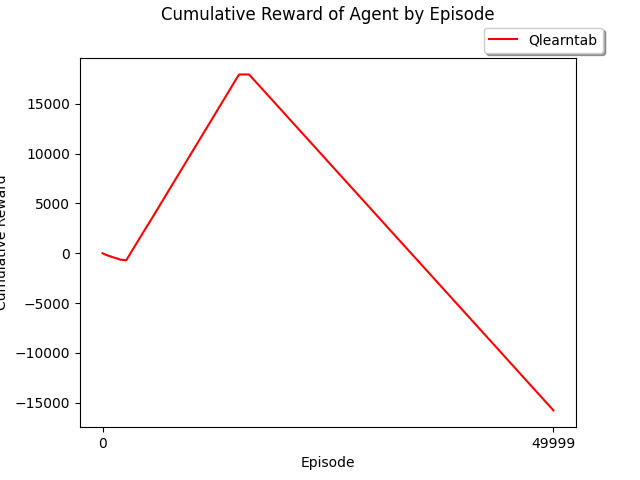 Cumulative Reward of Agent by Episode
Qlearntab
15000
10000
5000
0
−5000
−10000
−15000
Cumulative Reward
0
49999
Episode